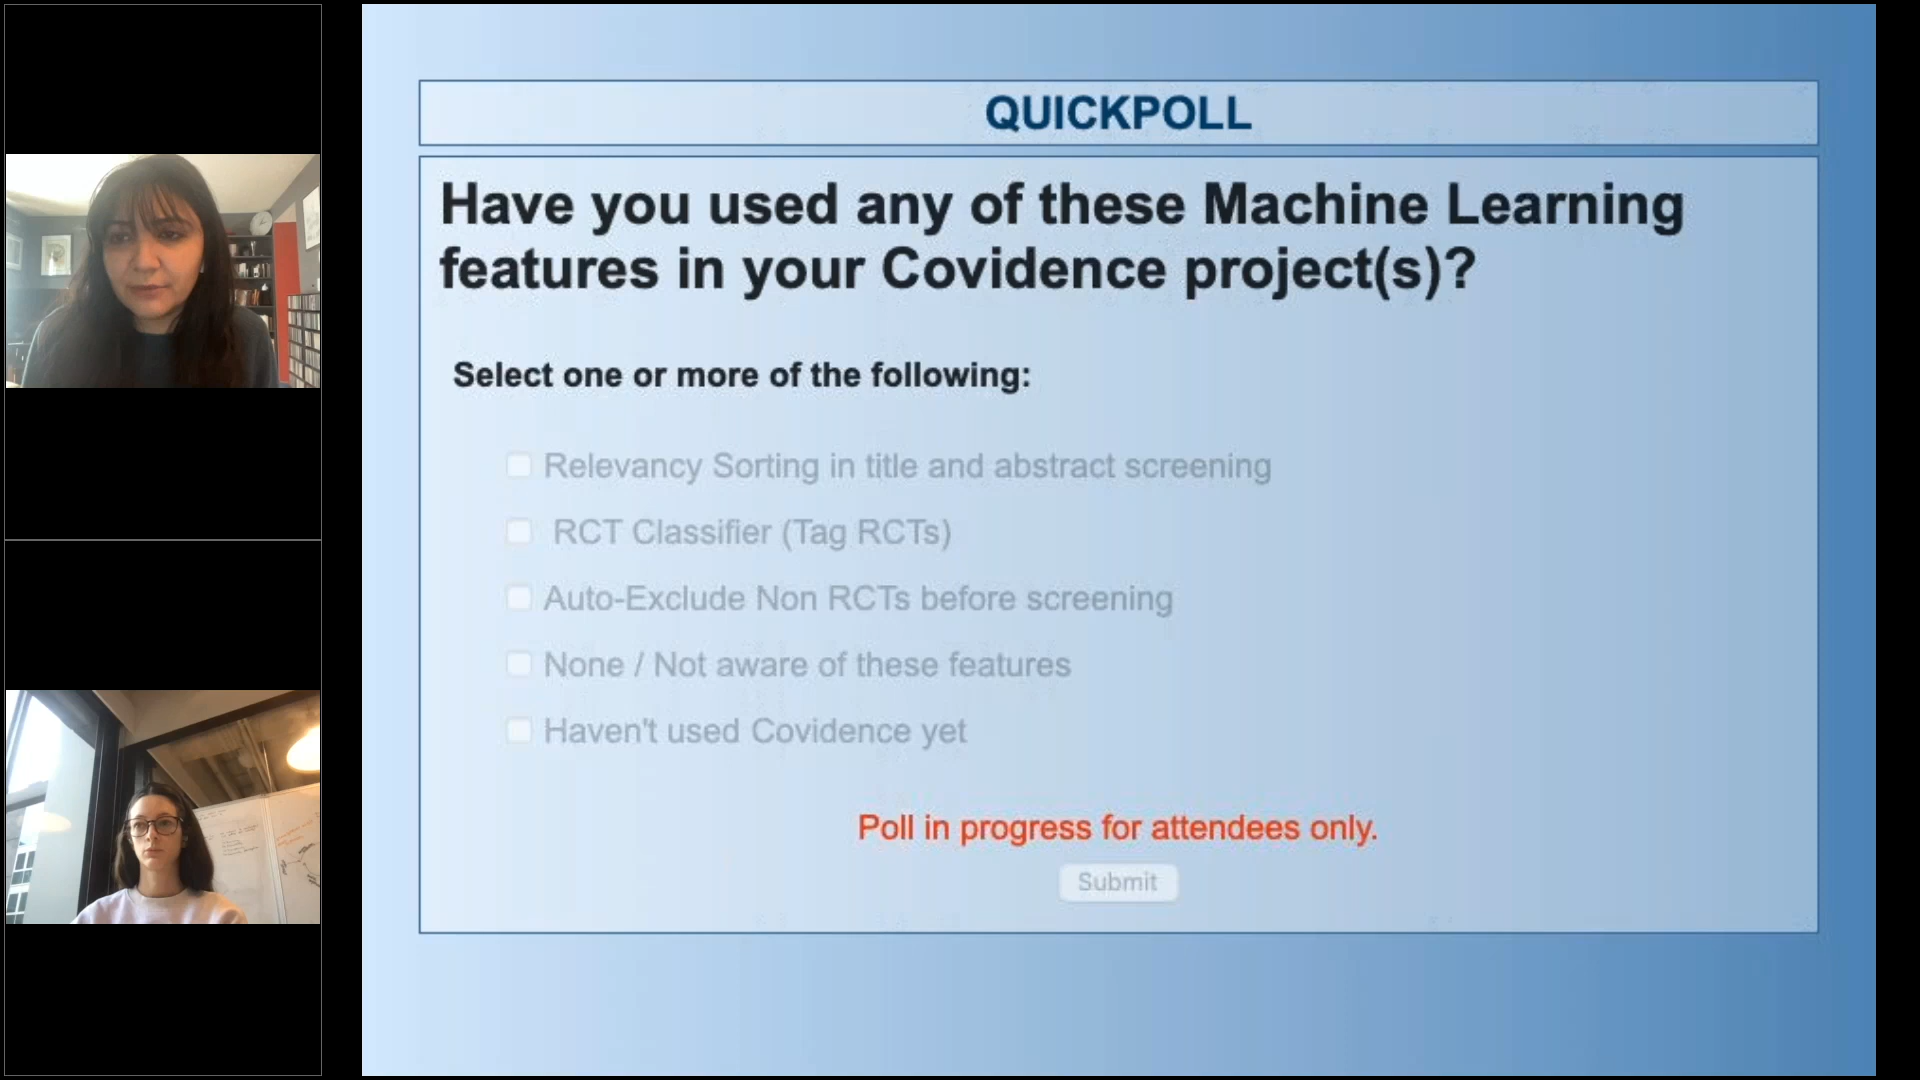 QUICKPOLL
Have you used any of these Machine Learning
features in your Covidence project(s)?
Select one or more of the following:
Relevancy Sorting in title and abstract screening
RCT Classifier (Tag RCTs)
Auto-Exclude Non RCTs before screening
None / Not aware of these features
Haven't used Covidence yet
Poll in progress for attendees only.
Submit